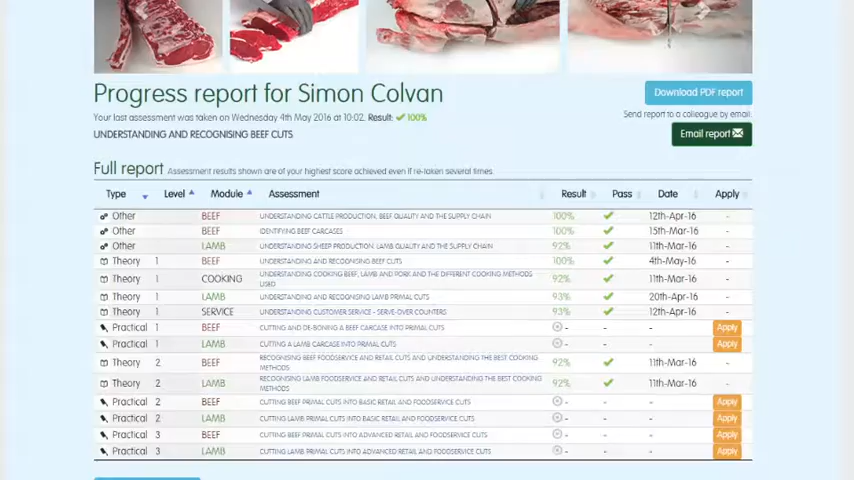 Progress report for Simon Colvan
Download PDF report
Your last assessment was taken on Wednesday 4th May 2016 at 10:02. Result: 100%
Send report to a colleague by email:
UNDERSTANDING AND RECOGNISING BEEF CUTS
Email report
Full report Assessment results shown are of your highest score achieved even if re-taken several times.
Type Level Module Assessment Result Pass Date Apply
Other BEEF UNDERSTANDING CATTLE PRODUCTION, BEEF QUALITY AND THE SUPPLY CHAIN 100% 12th-Apr-16 -
Other BEEF IDENTIFYING BEEF CARCASES 100% 15th-Mar-16 -
Other LAMB UNDERSTANDING SHEEP PRODUCTION, LAMB QUALITY AND THE SUPPLY CHAIN 92% 11th-Mar-16 -
Theory 1 BEEF UNDERSTANDING AND RECOGNISING BEEF CUTS 100% 4th-May-16 -
Theory 1 COOKING UNDERSTANDING COOKING BEEF, LAMB AND PORK AND THE DIFFERENT COOKING METHODS 92% 11th-Mar-16 -
USED
Theory 1 LAMB UNDERSTANDING AND RECOGNISING LAMB PRIMAL CUTS 93% 20th-Apr-16 -
Theory 1 SERVICE UNDERSTANDING CUSTOMER SERVICE - SERVE-OVER COUNTERS 93% 12th-Apr-16 -
Practical 1 BEEF CUTTING AND DE-BONING A BEEF CARCASE INTO PRIMAL CUTS - - - Apply
Practical 1 LAMB CUTTING A LAMB CARCASE INTO PRIMAL CUTS - - - Apply
Theory 2 BEEF RECOGNISING BEEF FOODSERVICE AND RETAIL CUTS AND UNDERSTANDING THE BEST COOKING 92% 11th-Mar-16 -
METHODS
Theory 2 LAMB RECOGNISING LAMB FOODSERVICE AND RETAIL CUTS AND UNDERSTANDING THE BEST COOKING 92% 11th-Mar-16 -
METHODS
Practical 2 BEEF CUTTING BEEF PRIMAL CUTS INTO BASIC RETAIL AND FOODSERVICE CUTS - - - Apply
Practical 2 LAMB CUTTING LAMB PRIMAL CUTS INTO BASIC RETAIL AND FOODSERVICE CUTS - - - Apply
Practical 3 BEEF CUTTING BEEF PRIMAL CUTS INTO ADVANCED RETAIL AND FOODSERVICE CUTS - - - Apply
Practical 3 LAMB CUTTING LAMB PRIMAL CUTS INTO ADVANCED RETAIL AND FOODSERVICE CUTS - - - Apply